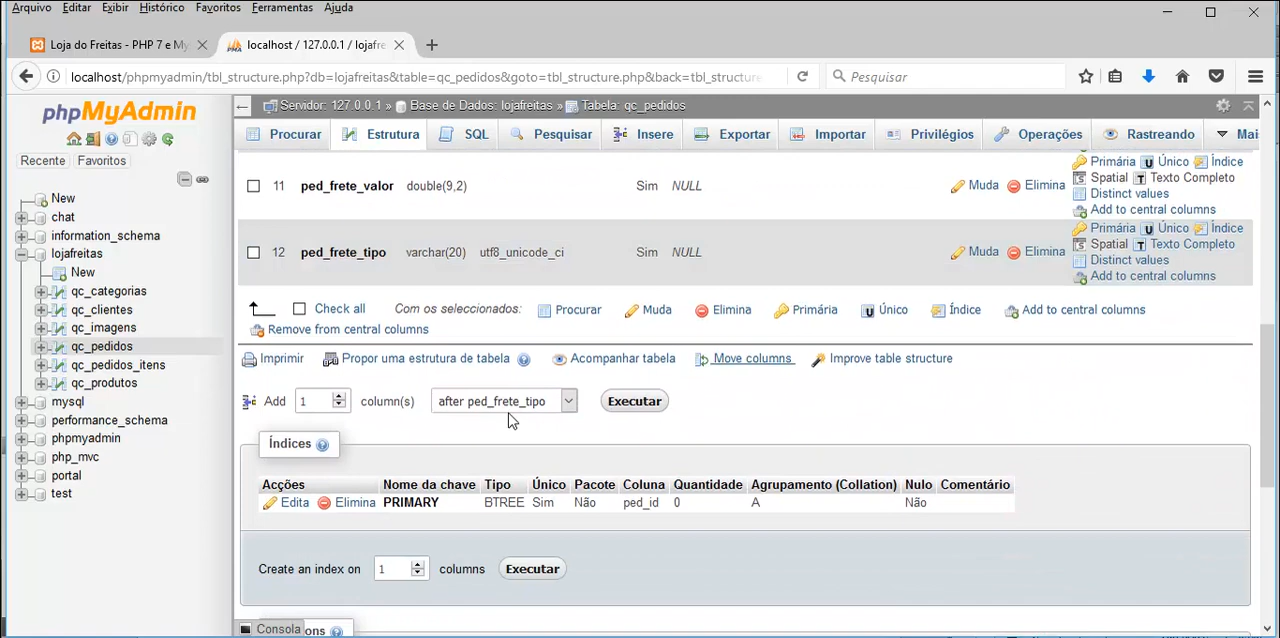 Arquivo Editar Exibir Histórico Favoritos Ferramentas Ajuda
Loja do Freitas - PHP 7 e My
localhost / 127.0.0.1 / lojafre
localhost/phpmyadmin/tbl_structure.php?db=lojafreitas&table=qc_pedidos&goto=tbl_structure.php&back=tbl_structure
Pesquisar
phpMyAdmin
Servidor: 127.0.0.1 » Base de Dados: lojafreitas » Tabela: qc_pedidos
Procurar Estrutura SQL Pesquisar Insere Exportar Importar Privilégios Operações Rastreando Mai
Recente Favoritos
New
chat
information_schema
lojafreitas
New
qc_categorias
qc_clientes
qc_imagens
qc_pedidos
qc_pedidos_itens
qc_produtos
mysql
performance_schema
phpmyadmin
php_mvc
portal
test
Primária Único Índice
11 ped_frete_valor double(9,2) Sim NULL Muda Elimina
Spatial Texto Completo
Distinct values
Add to central columns
Primária Único Índice
12 ped_frete_tipo varchar(20) utf8_unicode_ci Sim NULL Muda Elimina
Spatial Texto Completo
Distinct values
Add to central columns
Check all Com os seleccionados: Procurar Muda Elimina Primária Único Índice Add to central columns
Remove from central columns
Imprimir Propor uma estrutura de tabela Acompanhar tabela Move columns Improve table structure
Add 1 column(s) after ped_frete_tipo Executar
Índices
Acções Nome da chave Tipo Único Pacote Coluna Quantidade Agrupamento (Collation) Nulo Comentário
Edita Elimina PRIMARY BTREE Sim Não ped_id 0 A Não
Create an index on 1 columns Executar
Consola ons